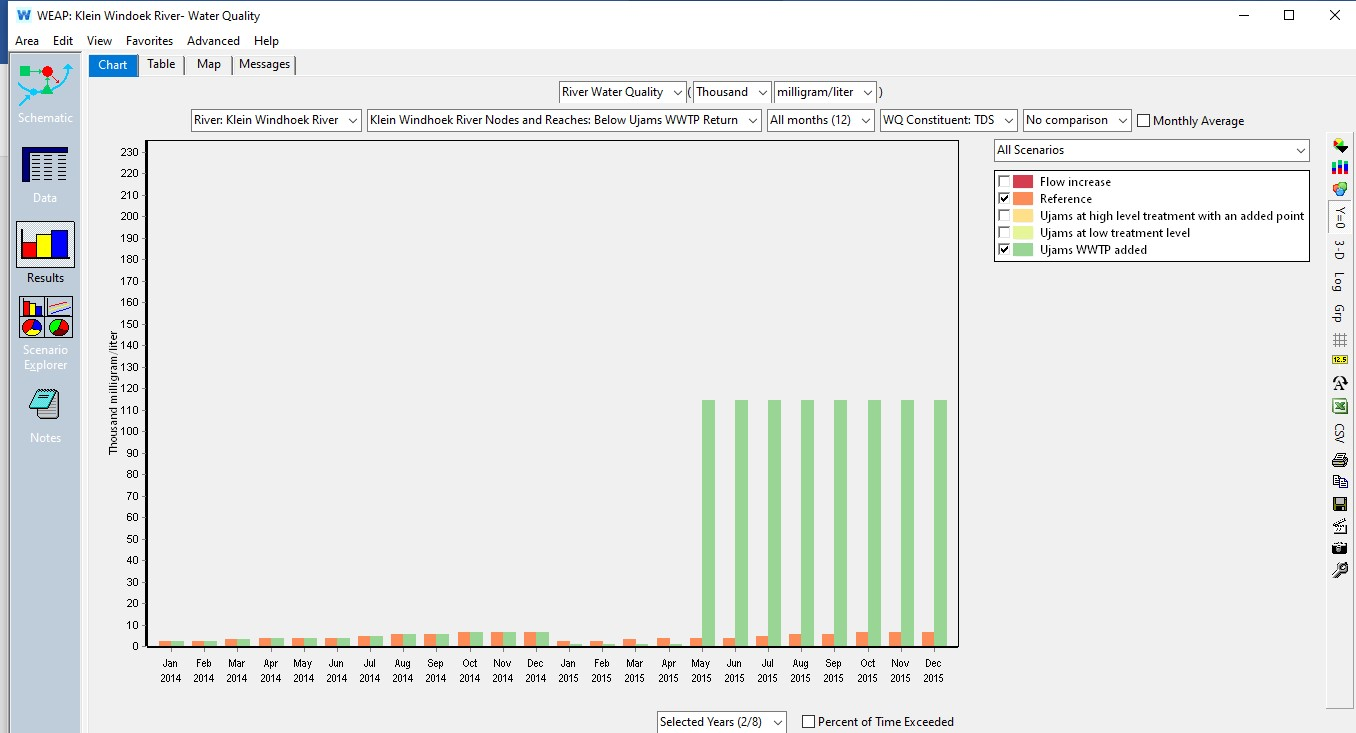 WEAP: Klein Windoek River- Water Quality
Area Edit View Favorites Advanced Help
Chart Table Map Messages
River Water Quality ( Thousand milligram/liter )
River: Klein Windhoek River Klein Windhoek River Nodes and Reaches: Below Ujams WWTP Return All months (12) WQ Constituent: TDS No comparison Monthly Average
Schematic
Data
Results
Scenario
Explorer
Notes
All Scenarios
Flow increase
Reference
Ujams at high level treatment with an added point
Ujams at low treatment level
Ujams WWTP added
Thousand milligram/liter
230
220
210
200
190
180
170
160
150
140
130
120
110
100
90
80
70
60
50
40
30
20
10
0
Jan Feb Mar Apr May Jun Jul Aug Sep Oct Nov Dec Jan Feb Mar Apr May Jun Jul Aug Sep Oct Nov Dec
2014 2014 2014 2014 2014 2014 2014 2014 2014 2014 2014 2014 2015 2015 2015 2015 2015 2015 2015 2015 2015 2015 2015 2015
Selected Years (2/8) Percent of Time Exceeded
Y=0
3-D
Log
Grp
12.5
CSV